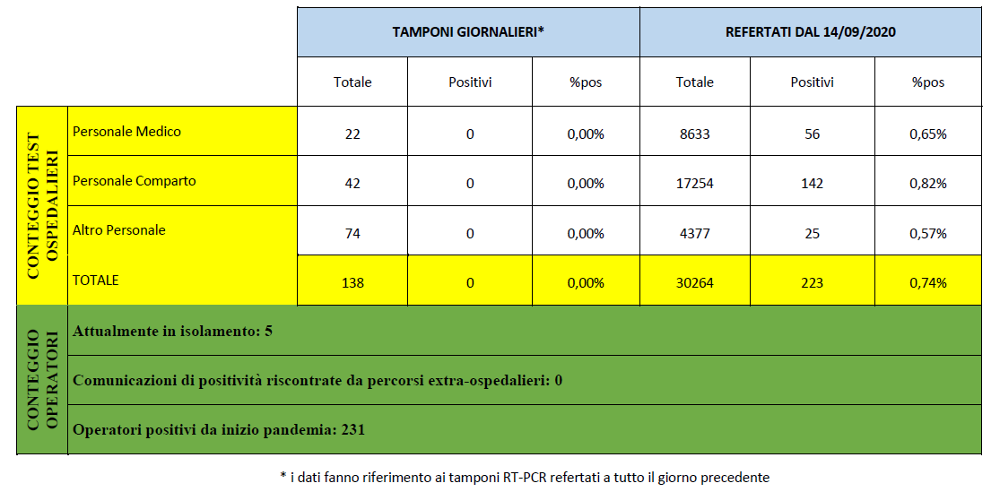 TAMPONI GIORNALIERI* REFERTATI DAL 14/09/2020
Totale Positivi %pos Totale Positivi %pos
CONTEGGIO TEST
OSPEDALIERI
Personale Medico 22 0 0,00% 8633 56 0,65%
Personale Comparto 42 0 0,00% 17254 142 0,82%
Altro Personale 74 0 0,00% 4377 25 0,57%
TOTALE 138 0 0,00% 30264 223 0,74%
CONTEGGIO
OPERATORI
Attualmente in isolamento: 5
Comunicazioni di positività riscontrate da percorsi extra-ospedalieri: 0
Operatori positivi da inizio pandemia: 231
* i dati fanno riferimento ai tamponi RT-PCR refertati a tutto il giorno precedente